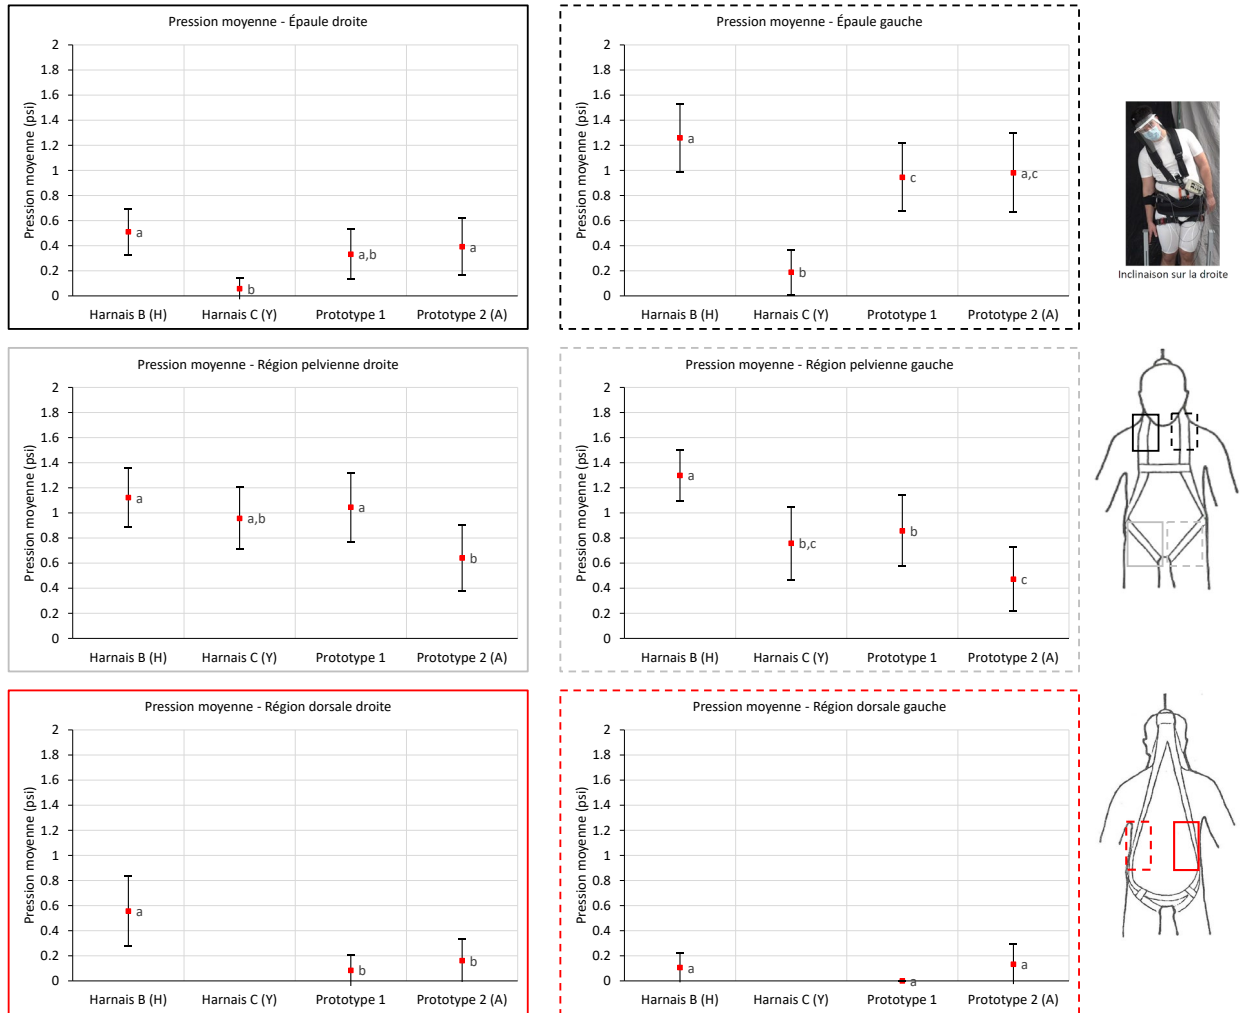 Pression moyenne - Épaule droite
Pression moyenne (psi)
2
1.8
1.6
1.4
1.2
1
0.8
0.6
0.4
0.2
0
a
b
a,b
a
Harnais B (H) Harnais C (Y) Prototype 1 Prototype 2 (A)
Pression moyenne - Épaule gauche
Pression moyenne (psi)
2
1.8
1.6
1.4
1.2
1
0.8
0.6
0.4
0.2
0
a
b
c
a,c
Harnais B (H) Harnais C (Y) Prototype 1 Prototype 2 (A)
Inclinaison sur la droite
Pression moyenne - Région pelvienne droite
Pression moyenne (psi)
2
1.8
1.6
1.4
1.2
1
0.8
0.6
0.4
0.2
0
a
a,b
a
b
Harnais B (H) Harnais C (Y) Prototype 1 Prototype 2 (A)
Pression moyenne - Région pelvienne gauche
Pression moyenne (psi)
2
1.8
1.6
1.4
1.2
1
0.8
0.6
0.4
0.2
0
a
b,c
b
c
Harnais B (H) Harnais C (Y) Prototype 1 Prototype 2 (A)
Pression moyenne - Région dorsale droite
Pression moyenne (psi)
2
1.8
1.6
1.4
1.2
1
0.8
0.6
0.4
0.2
0
a
b
b
Harnais B (H) Harnais C (Y) Prototype 1 Prototype 2 (A)
Pression moyenne - Région dorsale gauche
Pression moyenne (psi)
2
1.8
1.6
1.4
1.2
1
0.8
0.6
0.4
0.2
0
a
a
a
Harnais B (H) Harnais C (Y) Prototype 1 Prototype 2 (A)